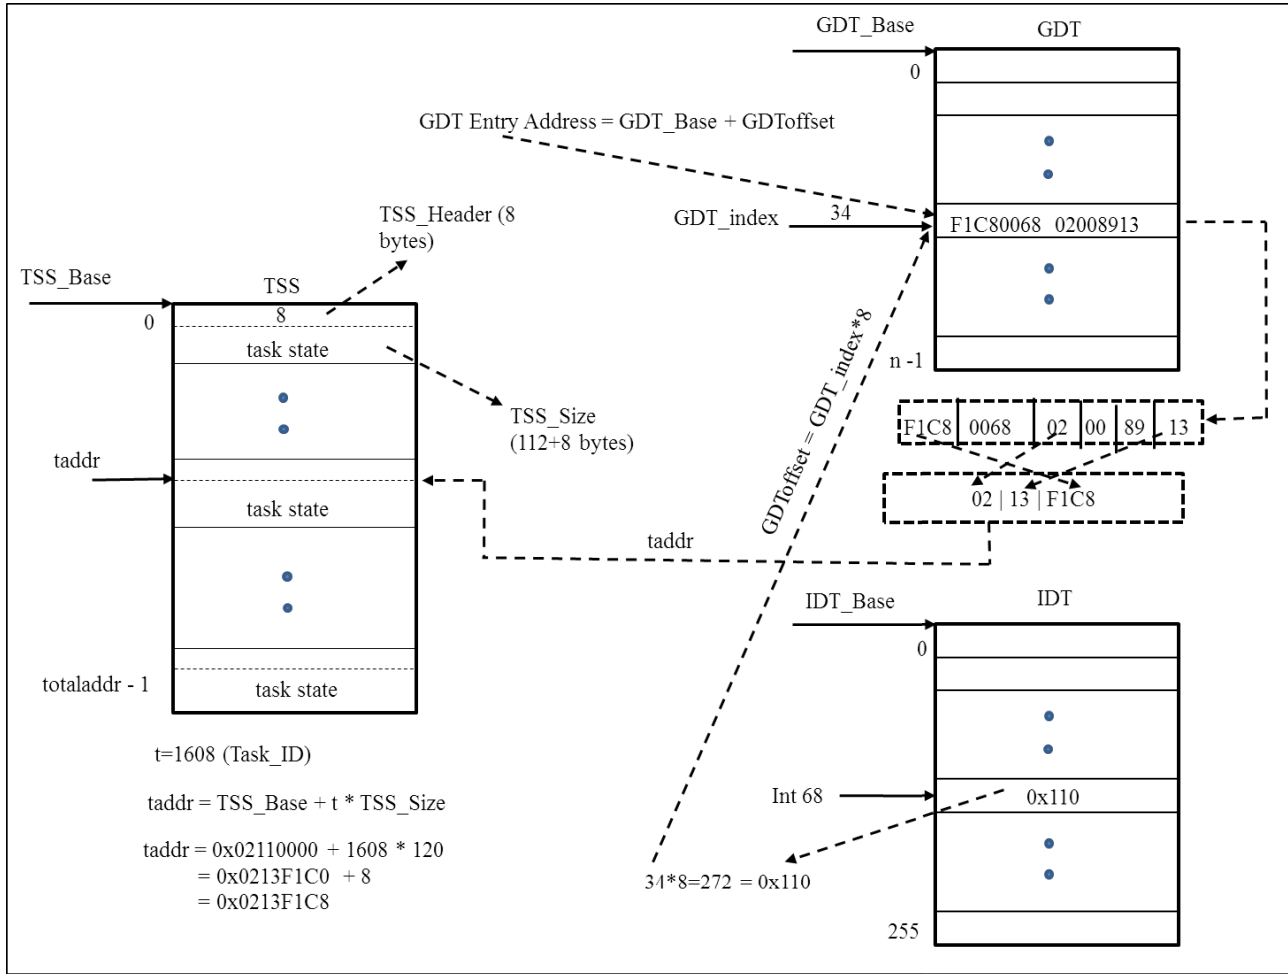 GDT_Base
GDT
0
GDT Entry Address = GDT_Base + GDToffset
TSS_Header (8
bytes)
GDT_index
34
F1C80068 02008913
TSS_Base
TSS
0
8
task state
n -1
GDToffset = GDT_index*8
TSS_Size
(112+8 bytes)
F1C8 0068 02 00 89 13
taddr
02 | 13 | F1C8
task state
taddr
IDT_Base
IDT
0
totaladdr - 1
task state
t=1608 (Task_ID)
taddr = TSS_Base + t * TSS_Size
Int 68
0x110
taddr = 0x02110000 + 1608 * 120
= 0x0213F1C0 + 8
= 0x0213F1C8
34*8=272 = 0x110
255